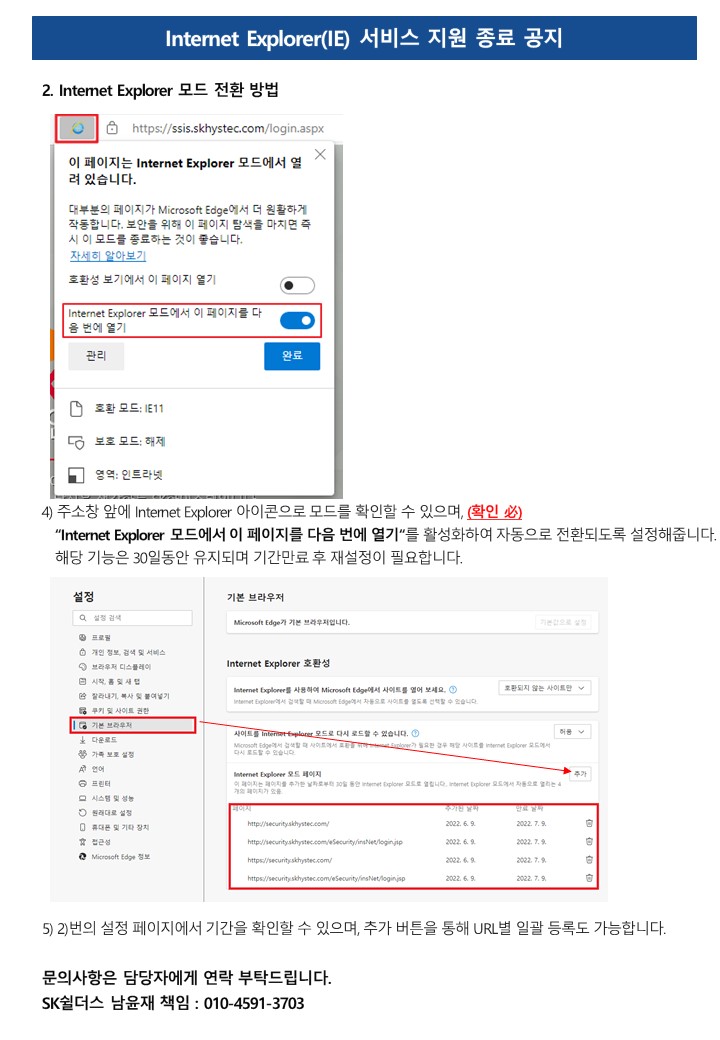 Internet Explorer(IE) 서비스 지원 종료 공지
2. Internet Explorer 모드 전환 방법
https://ssis.skhystec.com/login.aspx
이 페이지는 Internet Explorer 모드에서 열
려 있습니다.
대부분의 페이지가 Microsoft Edge에서 더 원활하게
작동합니다. 보안을 위해 이 페이지 탐색을 마치면 즉
시 이 모드를 종료하는 것이 좋습니다.
자세히 알아보기
호환성 보기에서 이 페이지 열기
Internet Explorer 모드에서 이 페이지를 다
음 번에 열기
관리 완료
호환 모드: IE11
보호 모드: 해제
영역: 인트라넷
4) 주소창 앞에 Internet Explorer 아이콘으로 모드를 확인할 수 있으며, (확인 必)
“Internet Explorer 모드에서 이 페이지를 다음 번에 열기“를 활성화하여 자동으로 전환되도록 설정해줍니다.
해당 기능은 30일동안 유지되며 기간만료 후 재설정이 필요합니다.
설정
설정 검색
프로필
개인 정보, 검색 및 서비스
브라우저 디스플레이
시작, 홈 및 새 탭
잘라내기, 복사 및 붙여넣기
쿠키 및 사이트 권한
기본 브라우저
다운로드
가족 보호 설정
언어
프린터
시스템 및 성능
원래대로 설정
휴대폰 및 기타 장치
접근성
Microsoft Edge 정보
기본 브라우저
Microsoft Edge가 기본 브라우저입니다. 기본값으로 설정
Internet Explorer 호환성
Internet Explorer를 사용하여 Microsoft Edge에서 사이트를 열어 보세요. 호환되지 않는 사이트만
Internet Explorer에서 검색할 때 Microsoft Edge에서 자동으로 사이트를 열도록 선택할 수 있습니다.
사이트를 Internet Explorer 모드로 다시 로드할 수 있습니다. 허용
Microsoft Edge에서 검색할 때 사이트에서 호환을 위해 Internet Explorer가 필요한 경우 해당 사이트를 Internet Explorer 모드에서
다시 로드할 수 있습니다.
Internet Explorer 모드 페이지 추가
이 페이지는 페이지를 추가한 날짜로부터 30일 동안 Internet Explorer 모드로 열립니다. Internet Explorer 모드에서 자동으로 열리는 4
개의 페이지가 있음.
페이지 추가된 날짜 만료 날짜
http://security.skhystec.com/ 2022. 6. 9. 2022. 7. 9.
http://security.skhystec.com/eSecurity/insNet/login.jsp 2022. 6. 9. 2022. 7. 9.
https://security.skhystec.com/ 2022. 6. 9. 2022. 7. 9.
https://security.skhystec.com/eSecurity/insNet/login.jsp 2022. 6. 9. 2022. 7. 9.
5) 2)번의 설정 페이지에서 기간을 확인할 수 있으며, 추가 버튼을 통해 URL별 일괄 등록도 가능합니다.
문의사항은 담당자에게 연락 부탁드립니다.
SK쉴더스 남윤재 책임 : 010-4591-3703